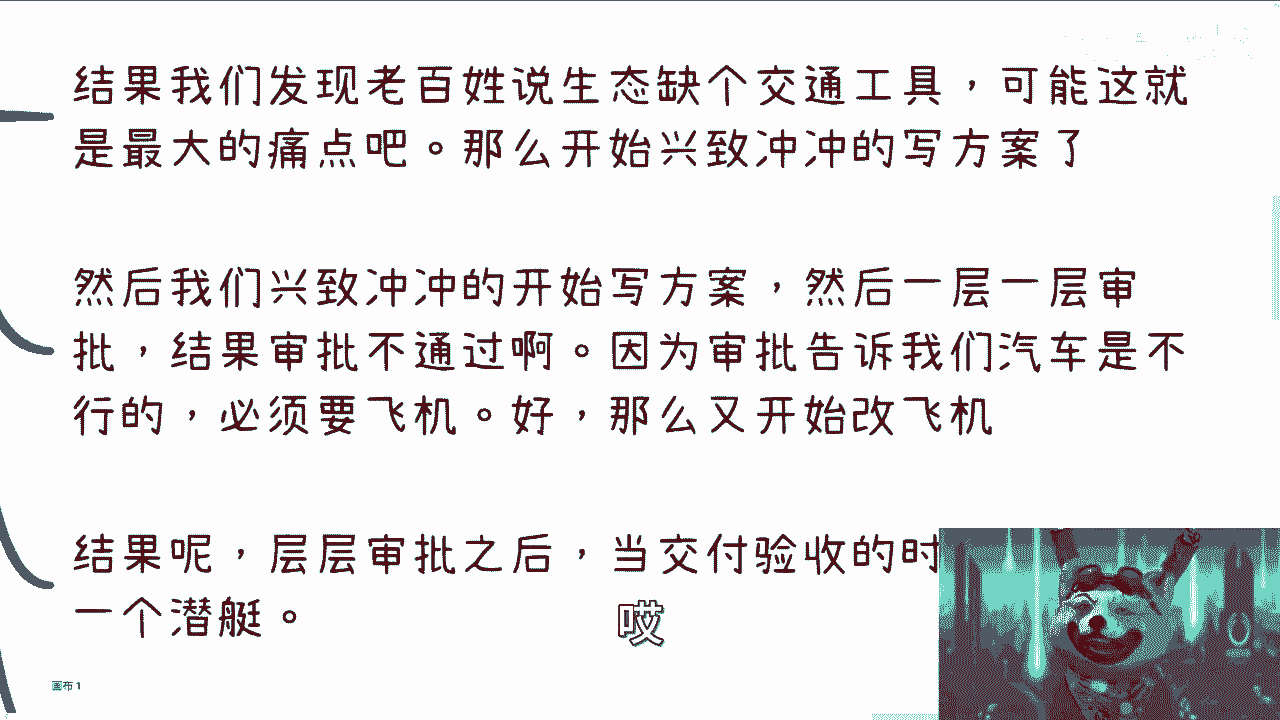 结果我们发现老百姓说生态缺个交通工具，可能这就
是最大的痛点吧。那么开始兴致冲冲的写方案了
然后我们兴致冲冲的开始写方案，然后一层一层审
批，结果审批不通过啊。因为审批告诉我们汽车是不
行的，必须要飞机。好，那么又开始改飞机
结果呢，层层审批之后，当交付验收的时
一个潜艇。
哎
画布 1